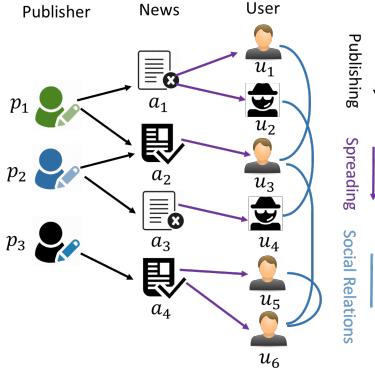 Publisher
News
User
p₁
p₂
p₃
a₁
a₂
a₃
a₄
u₁
u₂
u₃
u₄
u₅
u₆
Publishing
Spreading
Social Relations